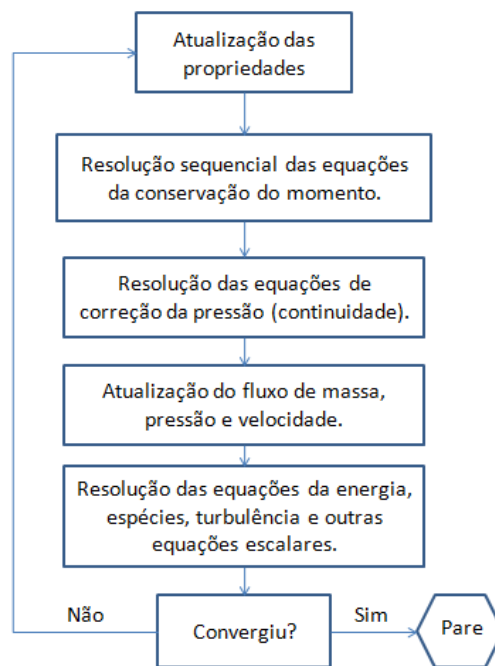 Atualização das
propriedades
Resolução sequencial das equações
da conservação do momento.
Resolução das equações de
correção da pressão (continuidade).
Atualização do fluxo de massa,
pressão e velocidade.
Resolução das equações da energia,
espécies, turbulência e outras
equações escalares.
Não
Convergiu?
Sim
Pare